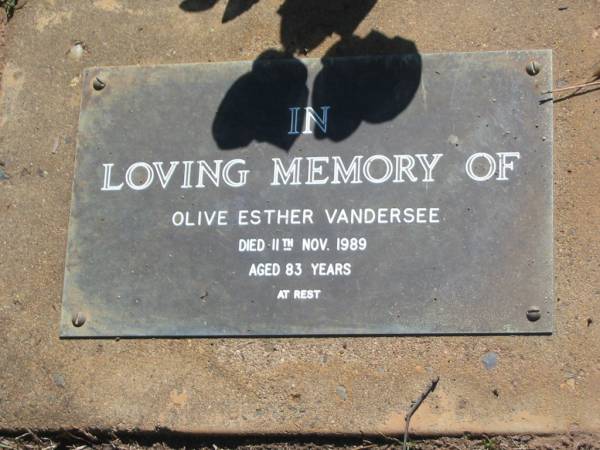 IN
LOVING MEMORY OF
OLIVE ESTHER VANDERSEE
DIED 11TH NOV. 1989
AGED 83 YEARS
AT REST